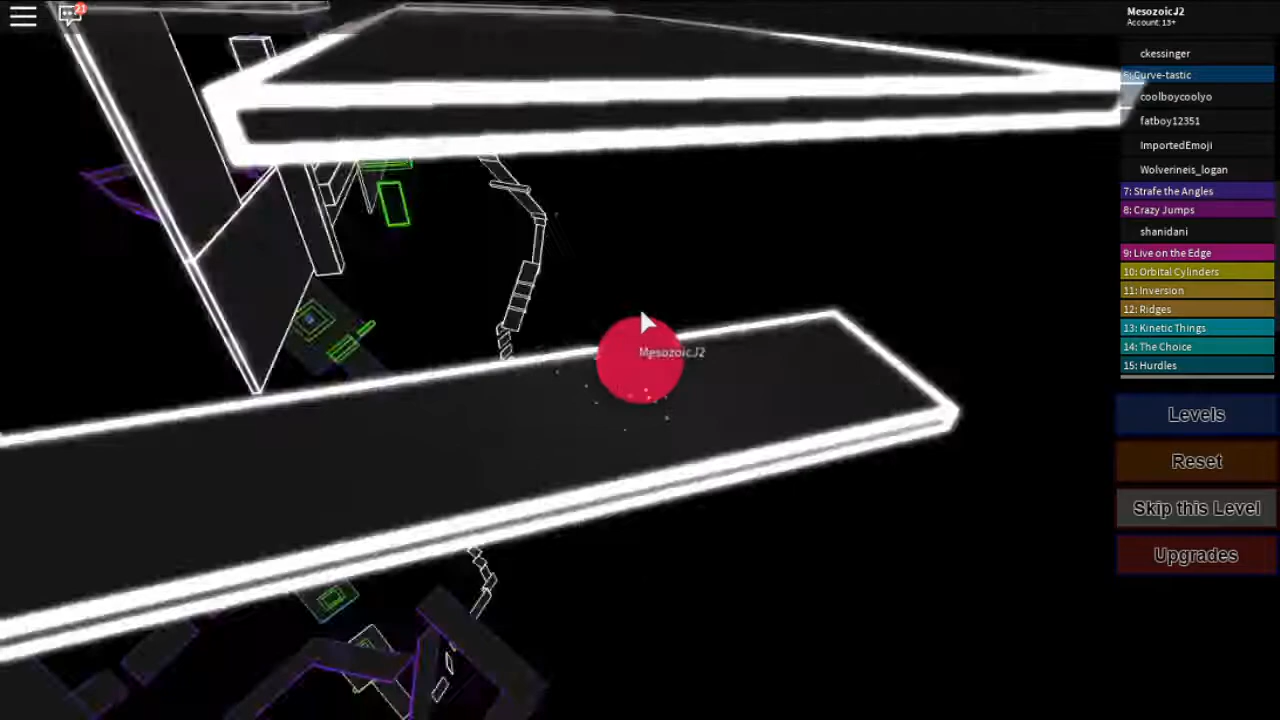 21
MesozoicJ2
Account: 13+
ckessinger
6: Curve-tastic
coolboycoolyo
fatboy12351
ImportedEmoji
Wolverineis_logan
7: Strafe the Angles
8: Crazy Jumps
shanidani
9: Live on the Edge
10: Orbital Cylinders
11: Inversion
12: Ridges
13: Kinetic Things
14: The Choice
15: Hurdles
MesozoicJ2
Levels
Reset
Skip this Level
Upgrades